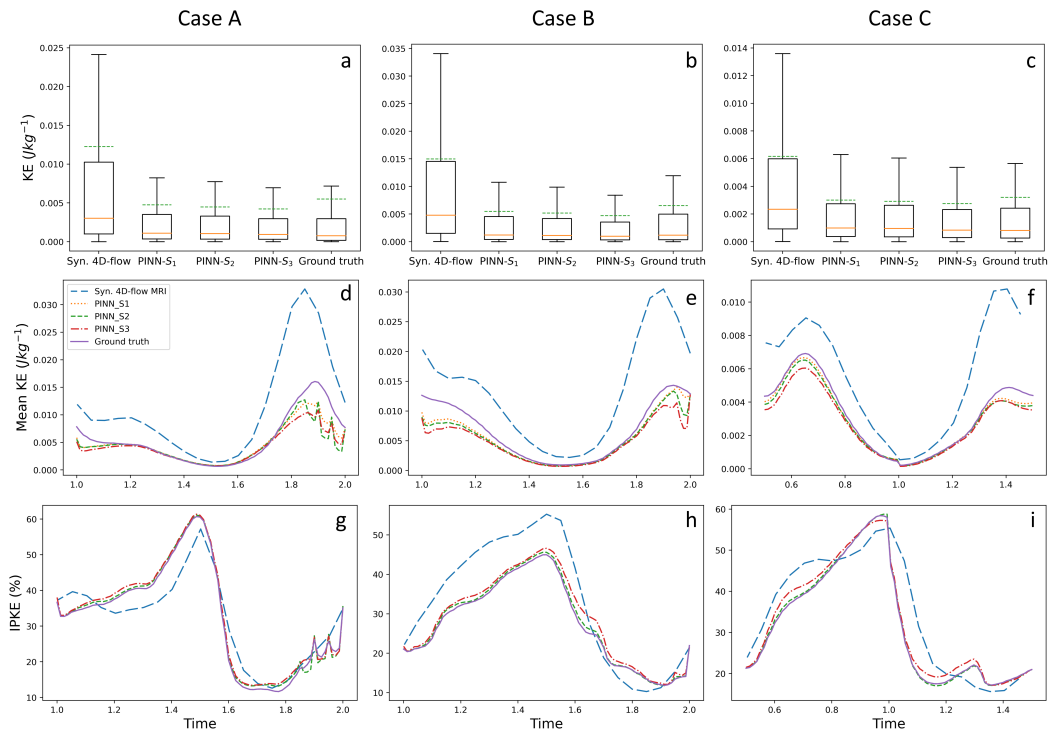 Case A Case B Case C
a b c
KE (Jkg⁻¹)
0.025 0.020 0.015 0.010 0.005 0.000
0.035 0.030 0.025 0.020 0.015 0.010 0.005 0.000
0.014 0.012 0.010 0.008 0.006 0.004 0.002 0.000
Syn. 4D-flow PINN-S₁ PINN-S₂ PINN-S₃ Ground truth
Syn. 4D-flow PINN-S₁ PINN-S₂ PINN-S₃ Ground truth
Syn. 4D-flow PINN-S₁ PINN-S₂ PINN-S₃ Ground truth
d e f
Mean KE (Jkg⁻¹)
Syn. 4D-flow MRI
PINN_S1
PINN_S2
PINN_S3
Ground truth
0.030 0.025 0.020 0.015 0.010 0.005 0.000
0.030 0.025 0.020 0.015 0.010 0.005 0.000
0.010 0.008 0.006 0.004 0.002 0.000
1.0 1.2 1.4 1.6 1.8 2.0
1.0 1.2 1.4 1.6 1.8 2.0
0.6 0.8 1.0 1.2 1.4
g h i
IPKE (%)
60 50 40 30 20 10
50 40 30 20 10
60 50 40 30 20 10
1.0 1.2 1.4 1.6 1.8 2.0
1.0 1.2 1.4 1.6 1.8 2.0
0.6 0.8 1.0 1.2 1.4
Time Time Time